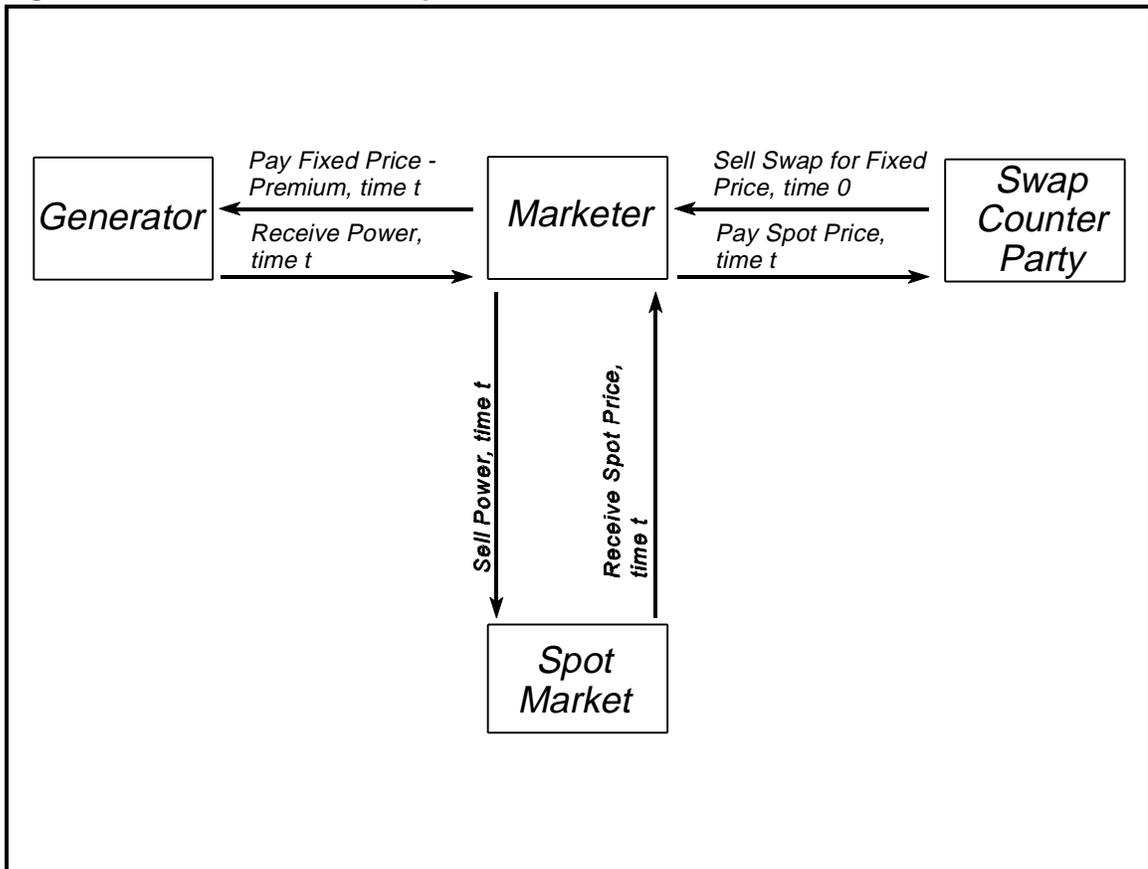 Generator
Pay Fixed Price -
Premium, time t
Receive Power,
time t
Marketer
Sell Swap for Fixed
Price, time 0
Pay Spot Price,
time t
Swap
Counter
Party
Sell Power, time t
Receive Spot Price,
time t
Spot
Market